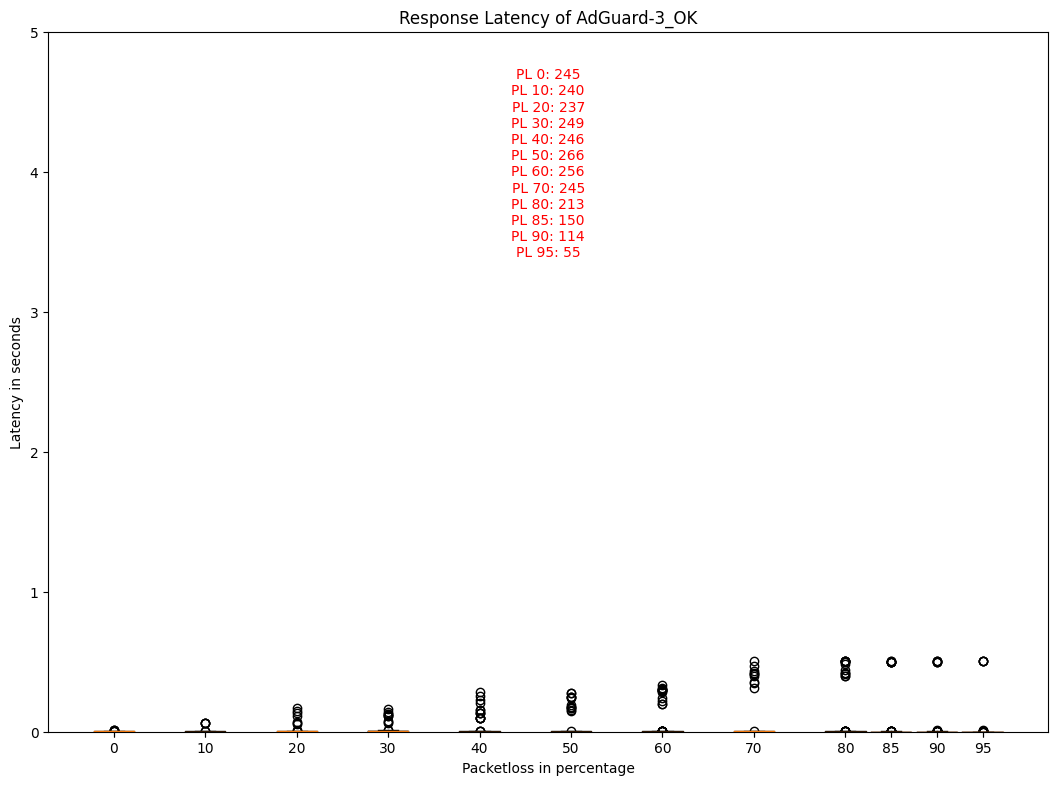 Response Latency of AdGuard-3_OK
5
PL 0: 245
PL 10: 240
PL 20: 237
PL 30: 249
PL 40: 246
PL 50: 266
PL 60: 256
PL 70: 245
PL 80: 213
PL 85: 150
PL 90: 114
PL 95: 55
4
3
2
1
0
Latency in seconds
0 10 20 30 40 50 60 70 80 85 90 95
Packetloss in percentage